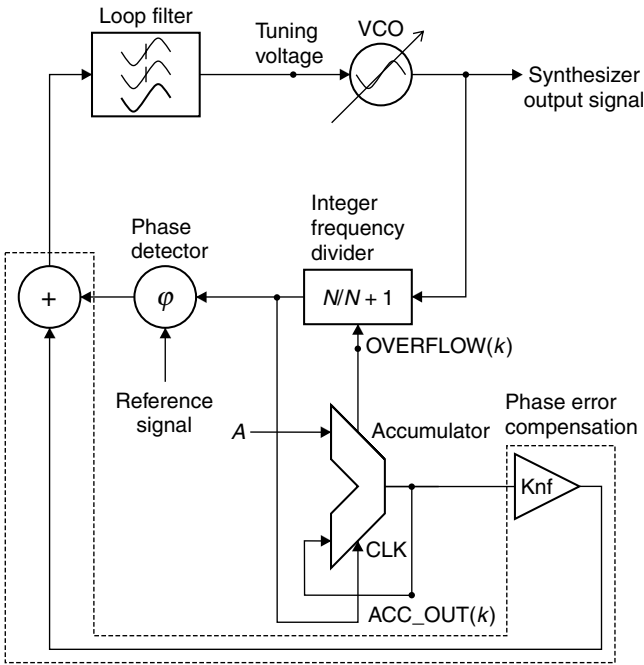 Loop filter
Tuning
voltage
VCO
Synthesizer
output signal
Integer
frequency
divider
Phase
detector
+
φ
N/N + 1
OVERFLOW(k)
Reference
signal
Phase error
compensation
A
Accumulator
Knf
CLK
ACC_OUT(k)